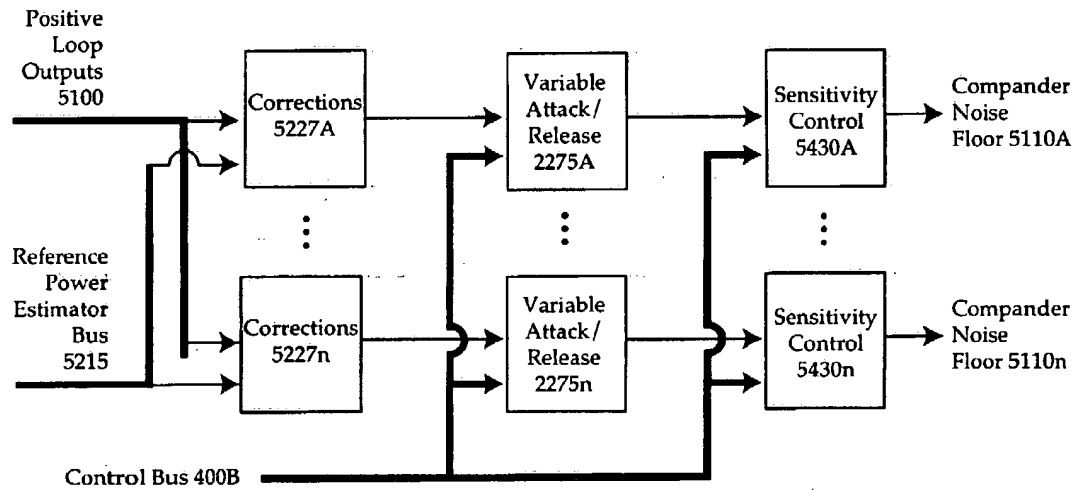 Positive
Loop
Outputs
5100
Corrections
5227A
Variable
Attack/
Release
2275A
Sensitivity
Control
5430A
Compander
Noise
Floor 5110A
Reference
Power
Estimator
Bus
5215
Corrections
5227n
Variable
Attack/
Release
2275n
Sensitivity
Control
5430n
Compander
Noise
Floor 5110n
Control Bus 400B